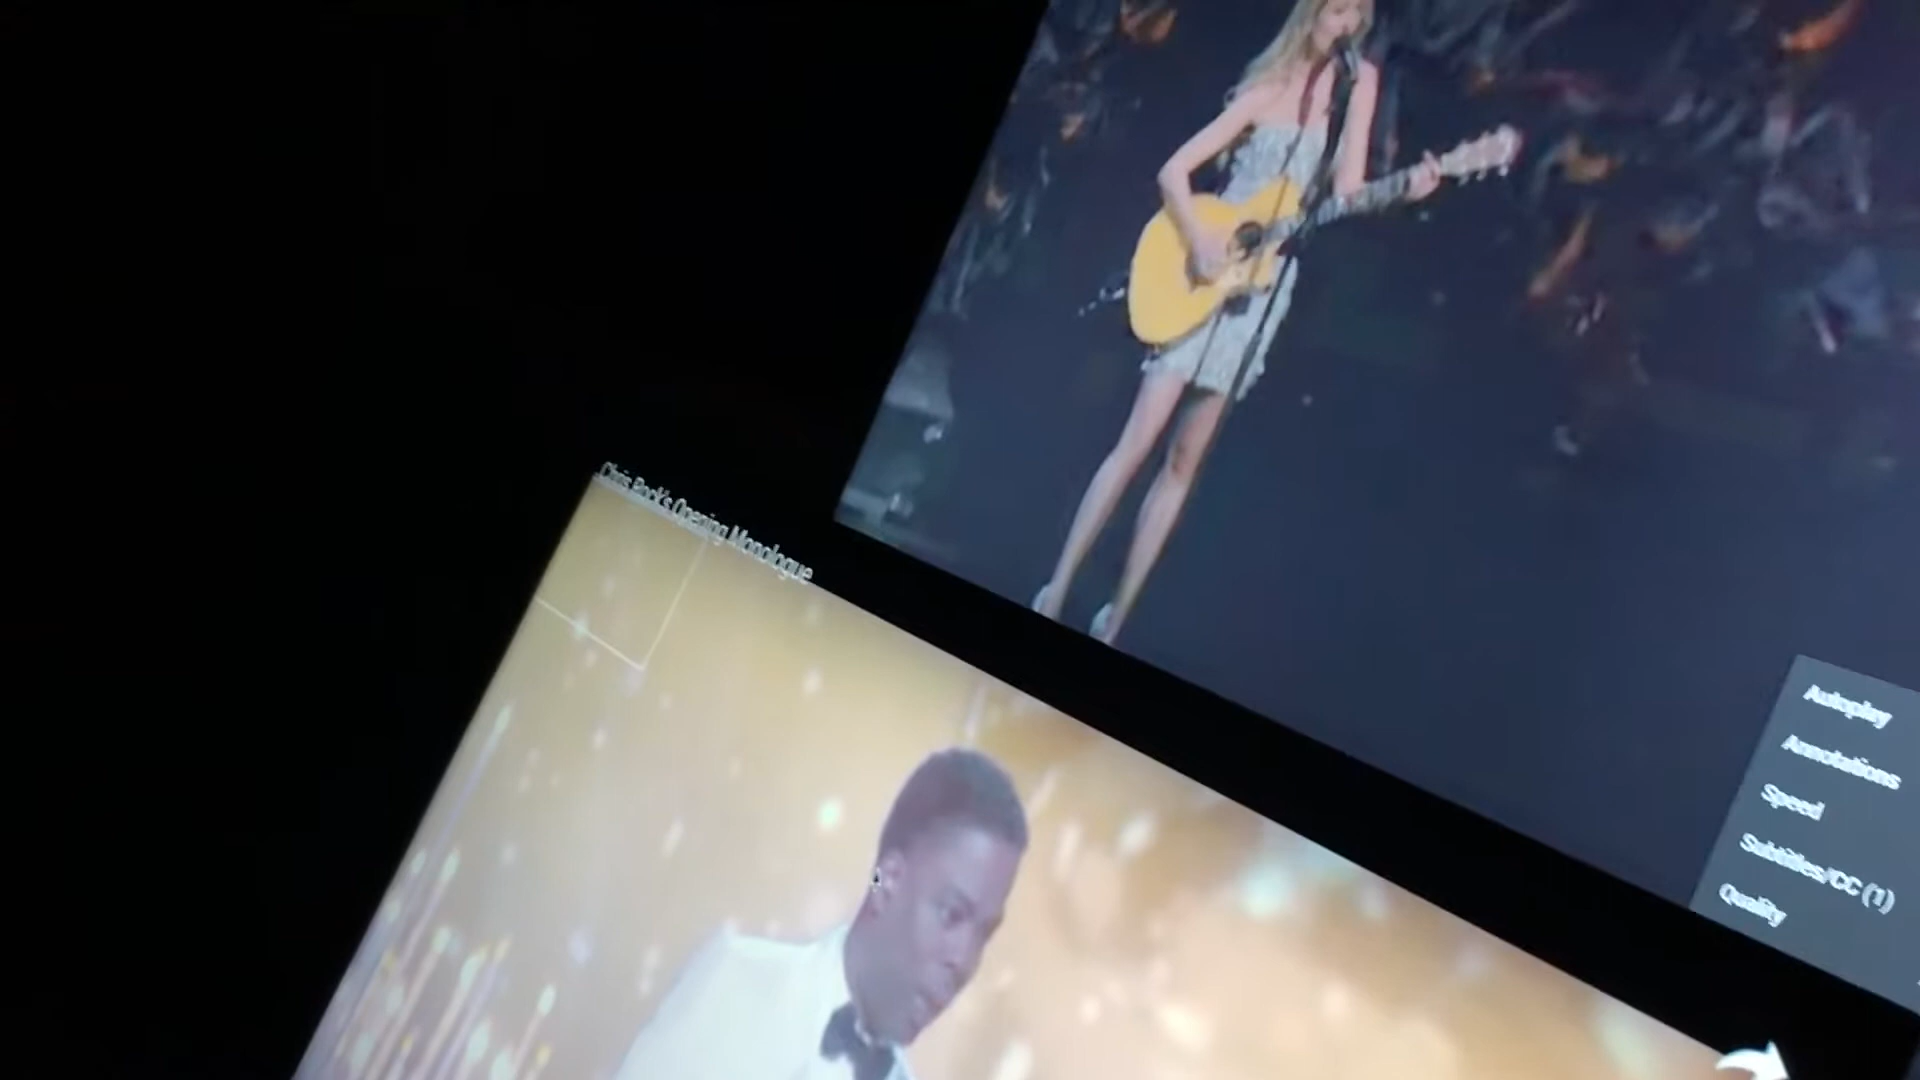 Chris Rock's Opening Monologue
Autoplay
Annotations
Speed
Subtitles/CC (1)
Quality